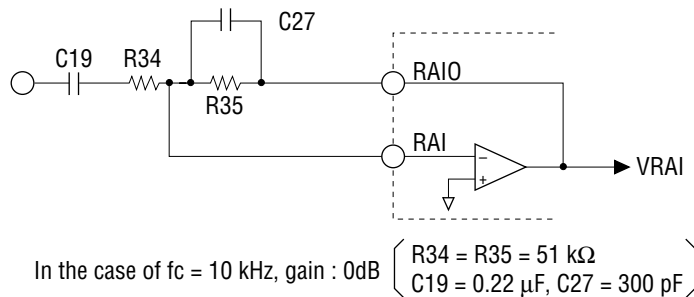 C27
C19
R34
R35
RAIO
RAI
−
+
VRAI
In the case of fc = 10 kHz, gain : 0dB
R34 = R35 = 51 kΩ
C19 = 0.22 µF, C27 = 300 pF